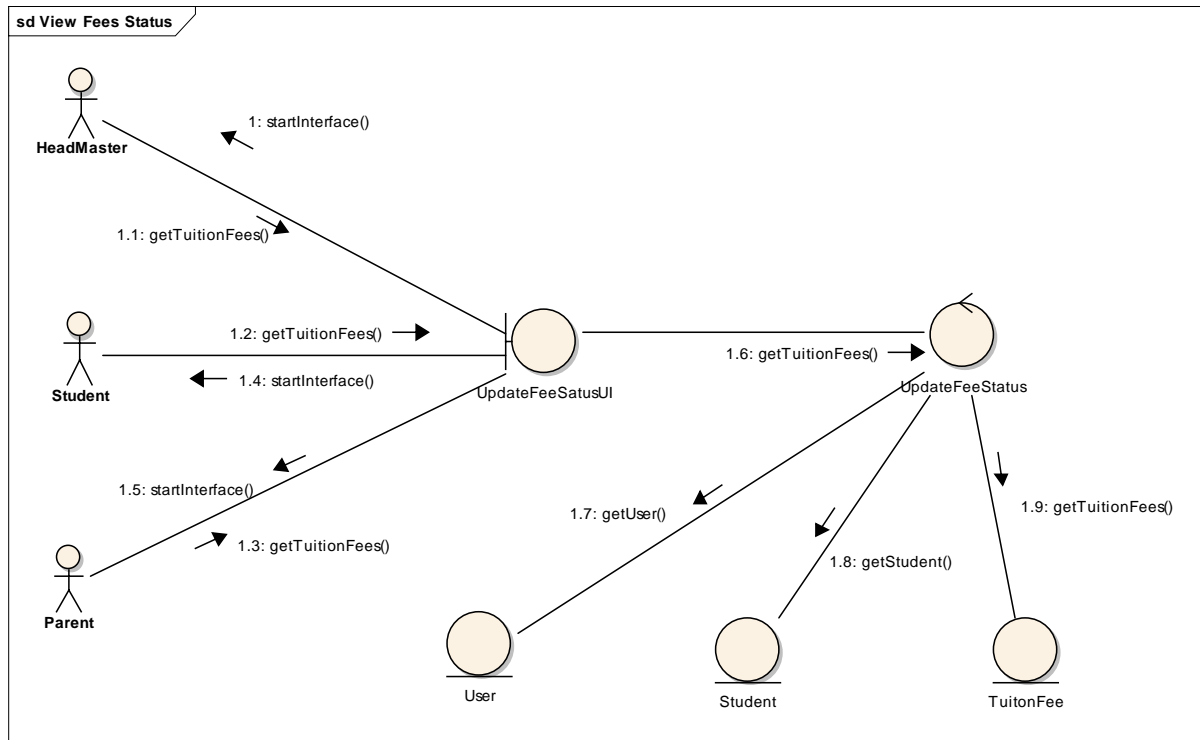 sd View Fees Status
1: startInterface()
HeadMaster
1.1: getTuitionFees()
1.2: getTuitionFees()
1.6: getTuitionFees()
1.4: startInterface()
Student
UpdateFeeSatusUI
UpdateFeeStatus
1.5: startInterface()
1.9: getTuitionFees()
1.7: getUser()
1.3: getTuitionFees()
1.8: getStudent()
Parent
User
Student
TuitonFee